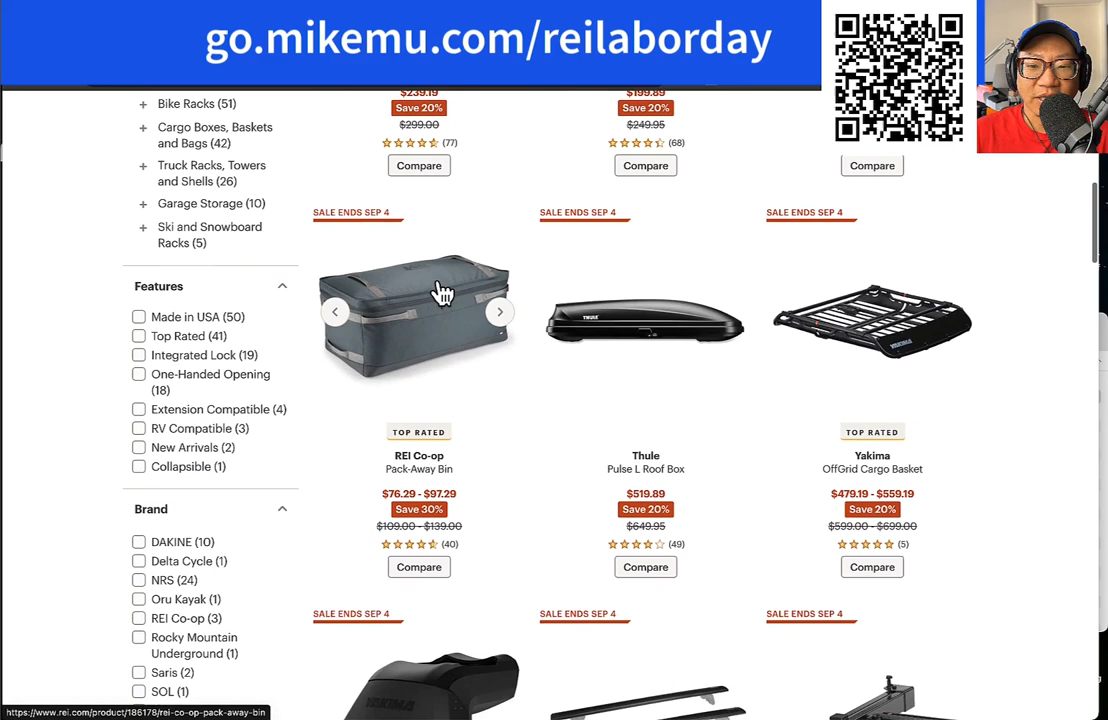 go.mikemu.com/reilaborday
Bike Racks (51)
Cargo Boxes, Baskets
and Bags (42)
Truck Racks, Towers
and Shells (26)
Garage Storage (10)
Ski and Snowboard
Racks (5)
Features
Made in USA (50)
Top Rated (41)
Integrated Lock (19)
One-Handed Opening
(18)
Extension Compatible (4)
RV Compatible (3)
New Arrivals (2)
Collapsible (1)
Brand
DAKINE (10)
Delta Cycle (1)
NRS (24)
Oru Kayak (1)
REI Co-op (3)
Rocky Mountain
Underground (1)
Saris (2)
SOL (1)
$239.19
Save 20%
$299.00
(77)
Compare
$199.89
Save 20%
$249.95
(68)
Compare
Compare
SALE ENDS SEP 4
TOP RATED
REI Co-op
Pack-Away Bin
$76.29 - $97.29
Save 30%
$109.00 - $139.00
(40)
Compare
SALE ENDS SEP 4
THULE
Thule
Pulse L Roof Box
$519.89
Save 20%
$649.95
(49)
Compare
SALE ENDS SEP 4
YAKIMA
TOP RATED
Yakima
OffGrid Cargo Basket
$479.19 - $559.19
Save 20%
$599.00 - $699.00
(5)
Compare
SALE ENDS SEP 4
YAKIMA
SALE ENDS SEP 4
SALE ENDS SEP 4
https://www.rei.com/product/186178/rei-co-op-pack-away-bin